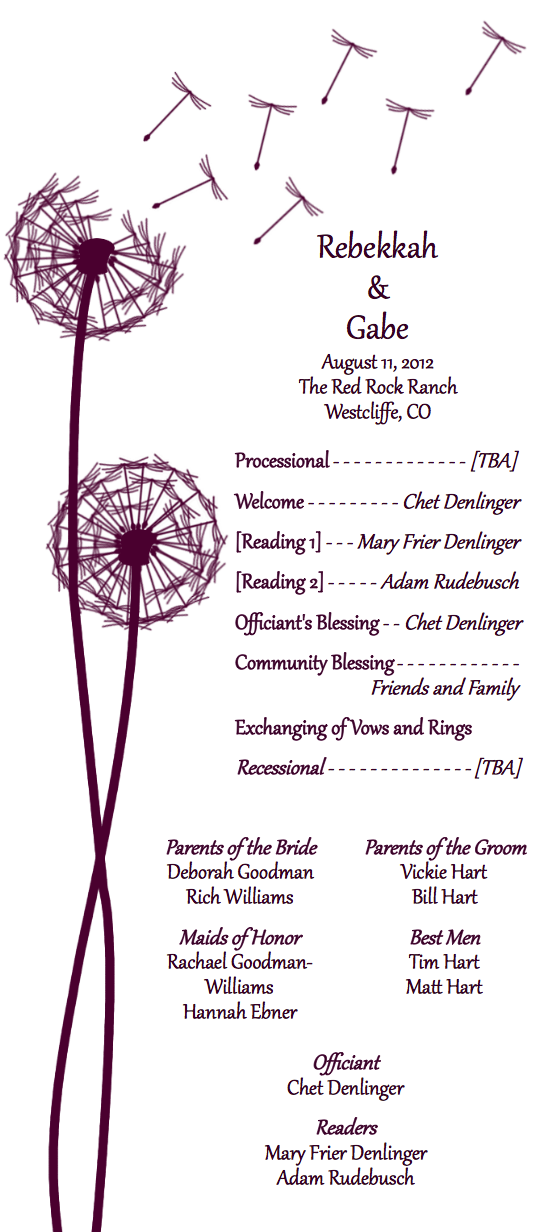 Rebekkah
&
Gabe
August 11, 2012
The Red Rock Ranch
Westcliffe, CO
Processional - - - - - - - - - - - - - [TBA]
Welcome - - - - - - - - - Chet Denlinger
[Reading 1] - - - Mary Frier Denlinger
[Reading 2] - - - - - Adam Rudebusch
Officiant's Blessing - - Chet Denlinger
Community Blessing - - - - - - - - - - - -
Friends and Family
Exchanging of Vows and Rings
Recessional - - - - - - - - - - - - - - [TBA]
Parents of the Bride
Deborah Goodman
Rich Williams
Parents of the Groom
Vickie Hart
Bill Hart
Maids of Honor
Rachael Goodman-
Williams
Hannah Ebner
Best Men
Tim Hart
Matt Hart
Officiant
Chet Denlinger
Readers
Mary Frier Denlinger
Adam Rudebusch